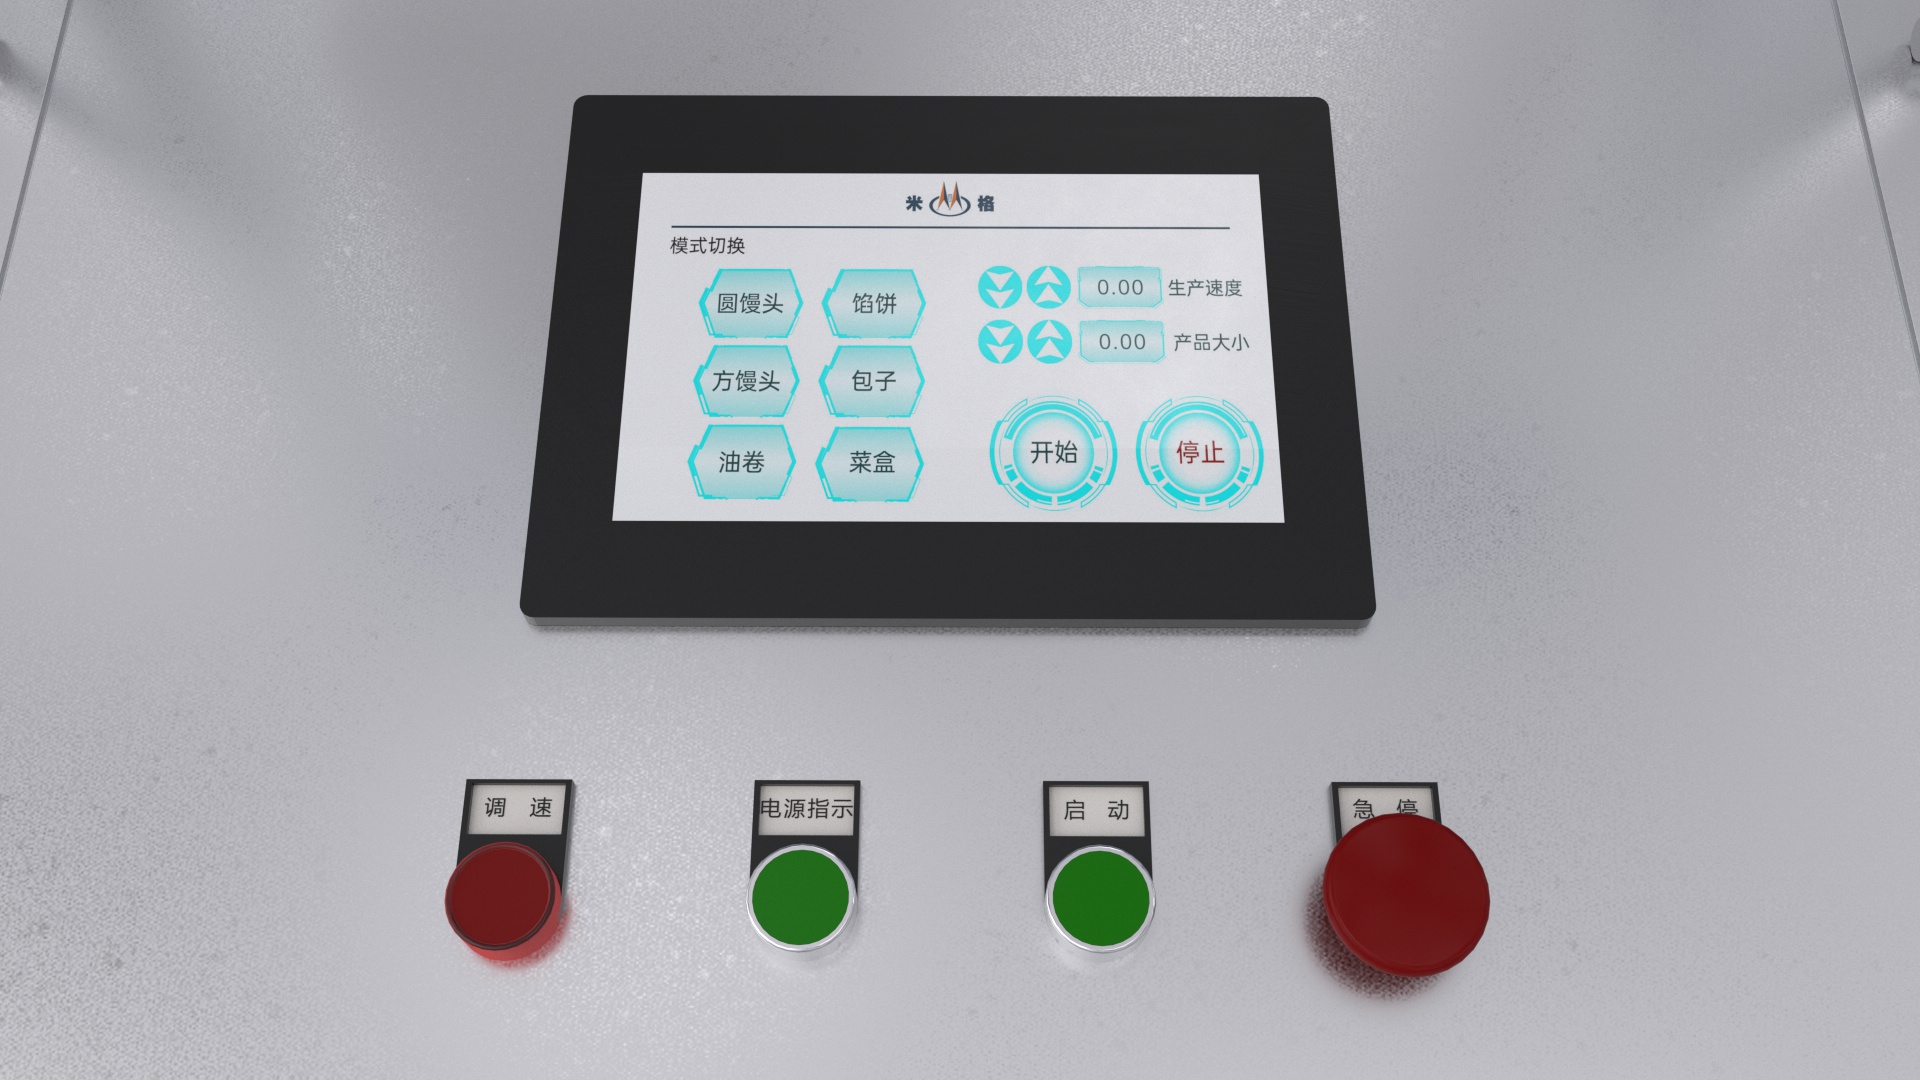 米 格
模式切换
圆馒头 馅饼
方馒头 包子
油卷 菜盒
0.00 生产速度
0.00 产品大小
开始 停止
调 速
电源指示
启 动
急 停